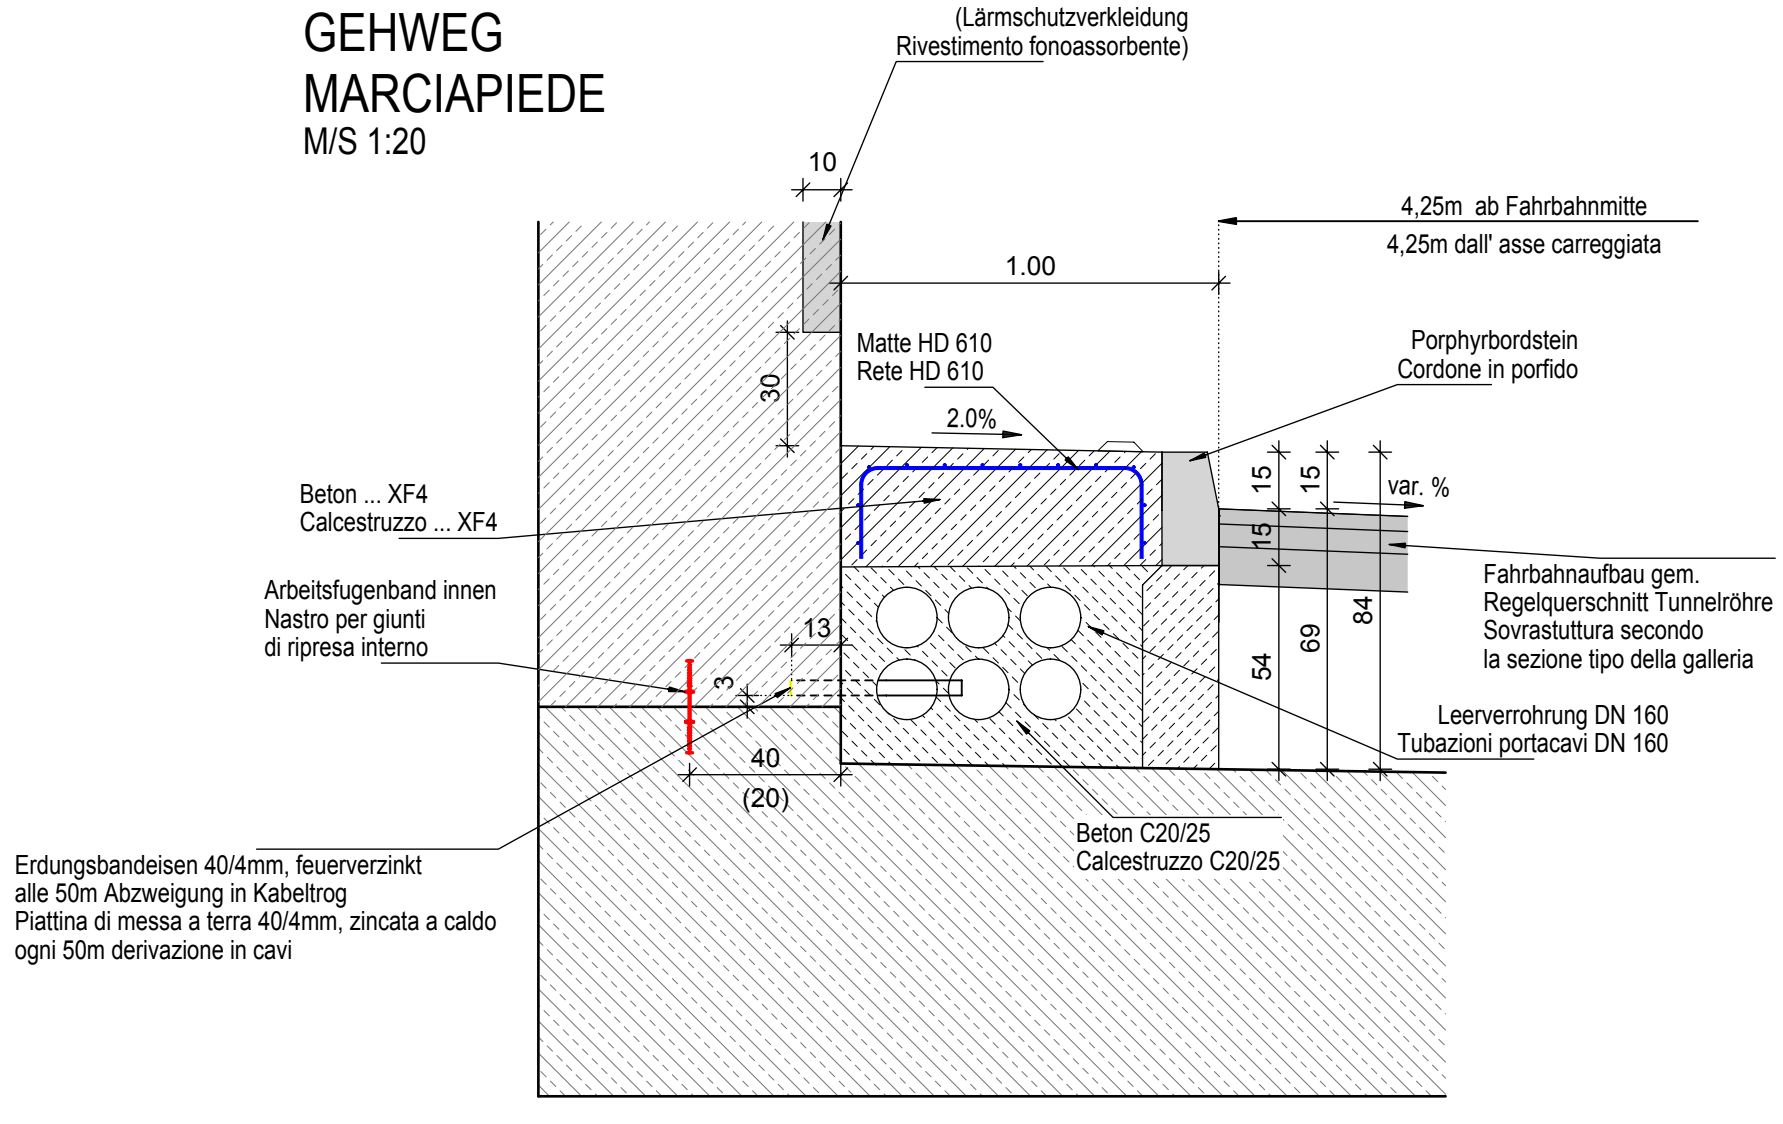 GEHWEG
MARCIAPIEDE
M/S 1:20
(Lärmschutzverkleidung
Rivestimento fonoassorbente)
10
4,25m ab Fahrbahnmitte
4,25m dall' asse carreggiata
1.00
30
Matte HD 610
Rete HD 610
2.0%
Porphyrbordstein
Cordone in porfido
15
15
var. %
15
84
69
54
Beton ... XF4
Calcestruzzo ... XF4
Arbeitsfugenband innen
Nastro per giunti
di ripresa interno
13
3
40
(20)
Fahrbahnaufbau gem.
Regelquerschnitt Tunnelröhre
Sovrastuttura secondo
la sezione tipo della galleria
Leerverrohrung DN 160
Tubazioni portacavi DN 160
Beton C20/25
Calcestruzzo C20/25
Erdungsbandeisen 40/4mm, feuerverzinkt
alle 50m Abzweigung in Kabeltrog
Piattina di messa a terra 40/4mm, zincata a caldo
ogni 50m derivazione in cavi